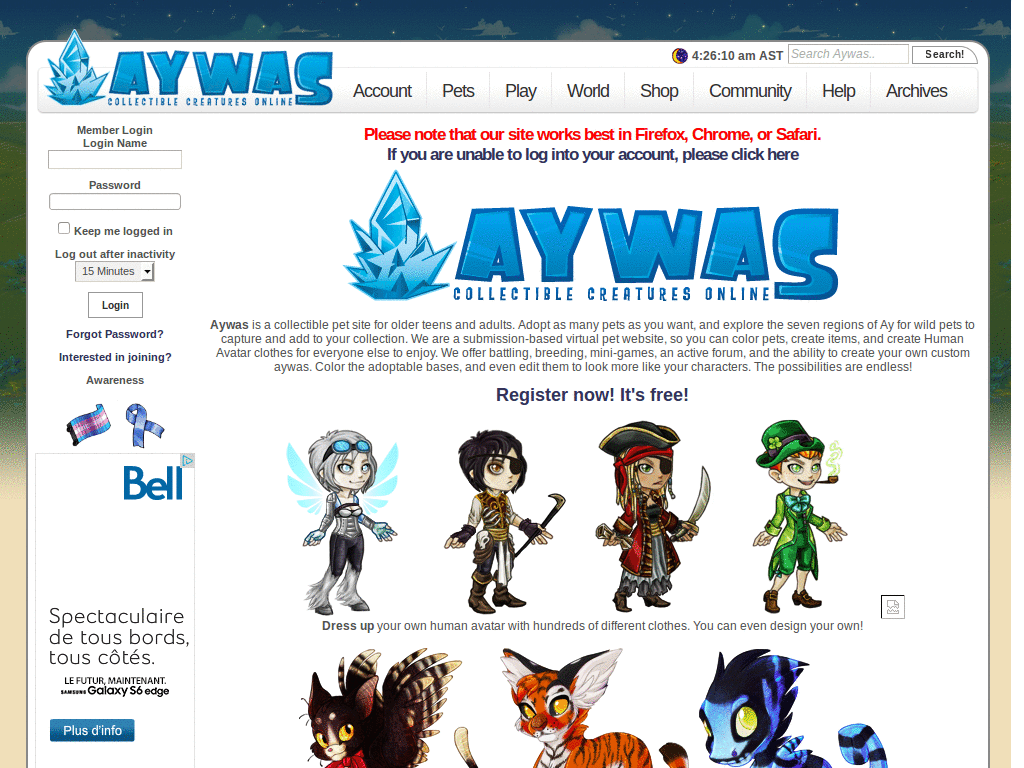 AYWAS
COLLECTIBLE CREATURES ONLINE
4:26:10 am AST
Search Aywas..
Search!
Account
Pets
Play
World
Shop
Community
Help
Archives
Member Login
Login Name
Password
Keep me logged in
Log out after inactivity
15 Minutes
Login
Forgot Password?
Interested in joining?
Awareness
Bell
Spectaculaire
de tous bords,
tous côtés.
LE FUTUR, MAINTENANT.
SAMSUNG Galaxy S6 edge
Plus d'info
Please note that our site works best in Firefox, Chrome, or Safari.
If you are unable to log into your account, please click here
AYWAS
COLLECTIBLE CREATURES ONLINE
Aywas is a collectible pet site for older teens and adults. Adopt as many pets as you want, and explore the seven regions of Ay for wild pets to
capture and add to your collection. We are a submission-based virtual pet website, so you can color pets, create items, and create Human
Avatar clothes for everyone else to enjoy. We offer battling, breeding, mini-games, an active forum, and the ability to create your own custom
aywas. Color the adoptable bases, and even edit them to look more like your characters. The possibilities are endless!
Register now! It's free!
Dress up your own human avatar with hundreds of different clothes. You can even design your own!